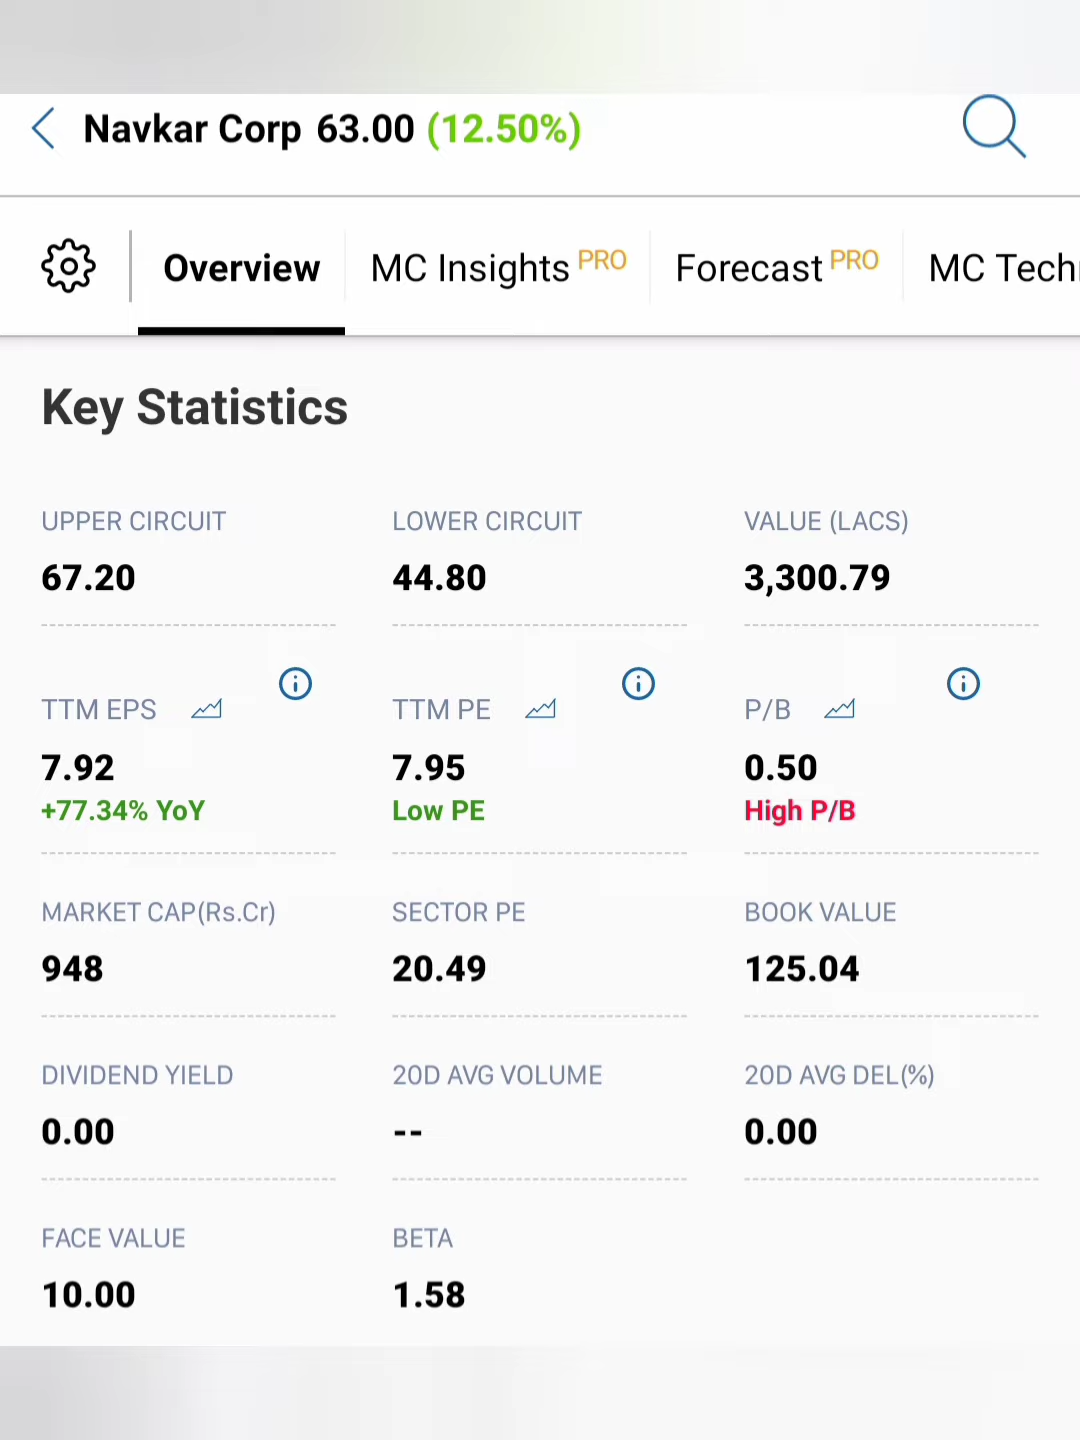 Navkar Corp 63.00 (12.50%)
Overview MC Insights PRO Forecast PRO MC Tech
Key Statistics
UPPER CIRCUIT LOWER CIRCUIT VALUE (LACS)
67.20 44.80 3,300.79
TTM EPS TTM PE P/B
7.92 7.95 0.50
+77.34% YoY Low PE High P/B
MARKET CAP(Rs.Cr) SECTOR PE BOOK VALUE
948 20.49 125.04
DIVIDEND YIELD 20D AVG VOLUME 20D AVG DEL(%)
0.00 -- 0.00
FACE VALUE BETA
10.00 1.58